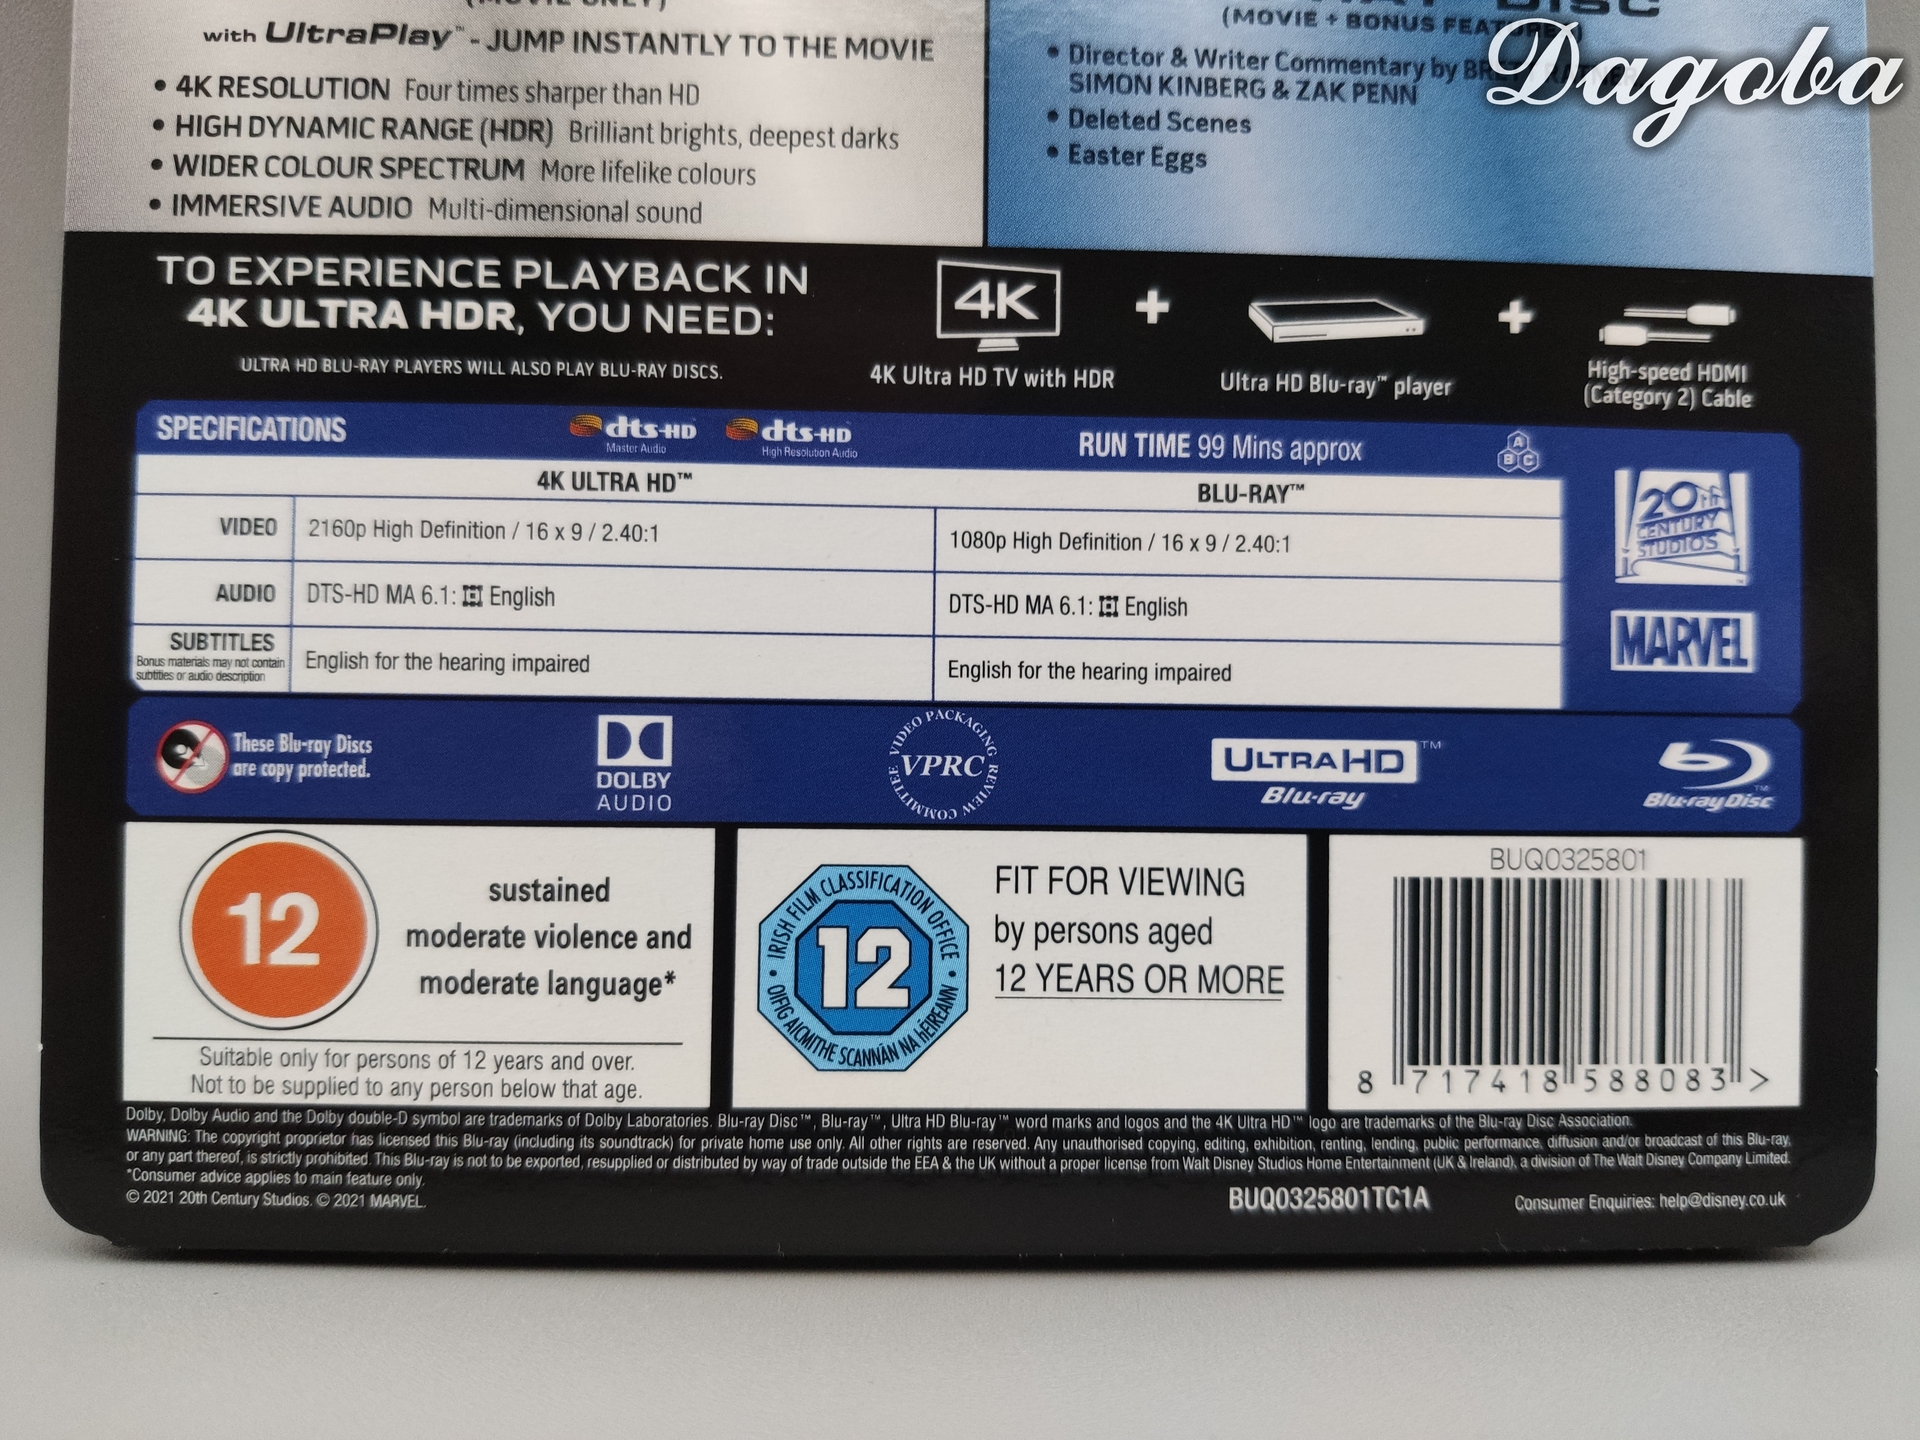 (MOVIE ONLY)
with UltraPlay™ - JUMP INSTANTLY TO THE MOVIE
• 4K RESOLUTION Four times sharper than HD
• HIGH DYNAMIC RANGE (HDR) Brilliant brights, deepest darks
• WIDER COLOUR SPECTRUM More lifelike colours
• IMMERSIVE AUDIO Multi-dimensional sound
DISC
(MOVIE + BONUS FEATURES)
• Director & Writer Commentary by
SIMON KINBERG & ZAK PENN
• Deleted Scenes
• Easter Eggs
Dagoba
TO EXPERIENCE PLAYBACK IN
4K ULTRA HDR, YOU NEED:
ULTRA HD BLU-RAY PLAYERS WILL ALSO PLAY BLU-RAY DISCS.
4K
4K Ultra HD TV with HDR
+
Ultra HD Blu-ray™ player
+
High-speed HDMI
(Category 2) Cable
SPECIFICATIONS
dts-HD
Master Audio
dts-HD
High Resolution Audio
RUN TIME 99 Mins approx
A
B C
4K ULTRA HD™
BLU-RAY™
VIDEO
2160p High Definition / 16 x 9 / 2.40:1
1080p High Definition / 16 x 9 / 2.40:1
AUDIO
DTS-HD MA 6.1: English
DTS-HD MA 6.1: English
SUBTITLES
Bonus materials may not contain
subtitles or audio description
English for the hearing impaired
English for the hearing impaired
20th
CENTURY
STUDIOS
MARVEL
These Blu-ray Discs
are copy protected.
DOLBY
AUDIO
VIDEO PACKAGING REVIEW COMMITTEE
VPRC
ULTRA HD™
Blu-ray
Blu-ray Disc™
12
sustained
moderate violence and
moderate language*
Suitable only for persons of 12 years and over.
Not to be supplied to any person below that age.
IRISH FILM CLASSIFICATION OFFICE
12
OIFIG AICMITHE SCANNÁN NA hÉIREANN
FIT FOR VIEWING
by persons aged
12 YEARS OR MORE
BUQ0325801
8 717418 588083 >
Dolby, Dolby Audio and the Dolby double-D symbol are trademarks of Dolby Laboratories. Blu-ray Disc™, Blu-ray™, Ultra HD Blu-ray™ word marks and logos and the 4K Ultra HD™ logo are trademarks of the Blu-ray Disc Association.
WARNING: The copyright proprietor has licensed this Blu-ray (including its soundtrack) for private home use only. All other rights are reserved. Any unauthorised copying, editing, exhibition, renting, lending, public performance, diffusion and/or broadcast of this Blu-ray,
or any part thereof, is strictly prohibited. This Blu-ray is not to be exported, resupplied or distributed by way of trade outside the EEA & the UK without a proper license from Walt Disney Studios Home Entertainment (UK & Ireland), a division of The Walt Disney Company Limited.
*Consumer advice applies to main feature only.
© 2021 20th Century Studios. © 2021 MARVEL.
BUQ0325801TC1A
Consumer Enquiries: help@disney.co.uk